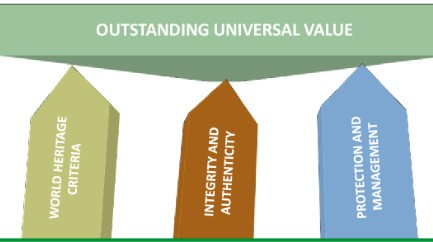 OUTSTANDING UNIVERSAL VALUE
WORLD HERITAGE
CRITERIA
INTEGRITY AND
AUTHENTICITY
PROTECTION AND
MANAGEMENT